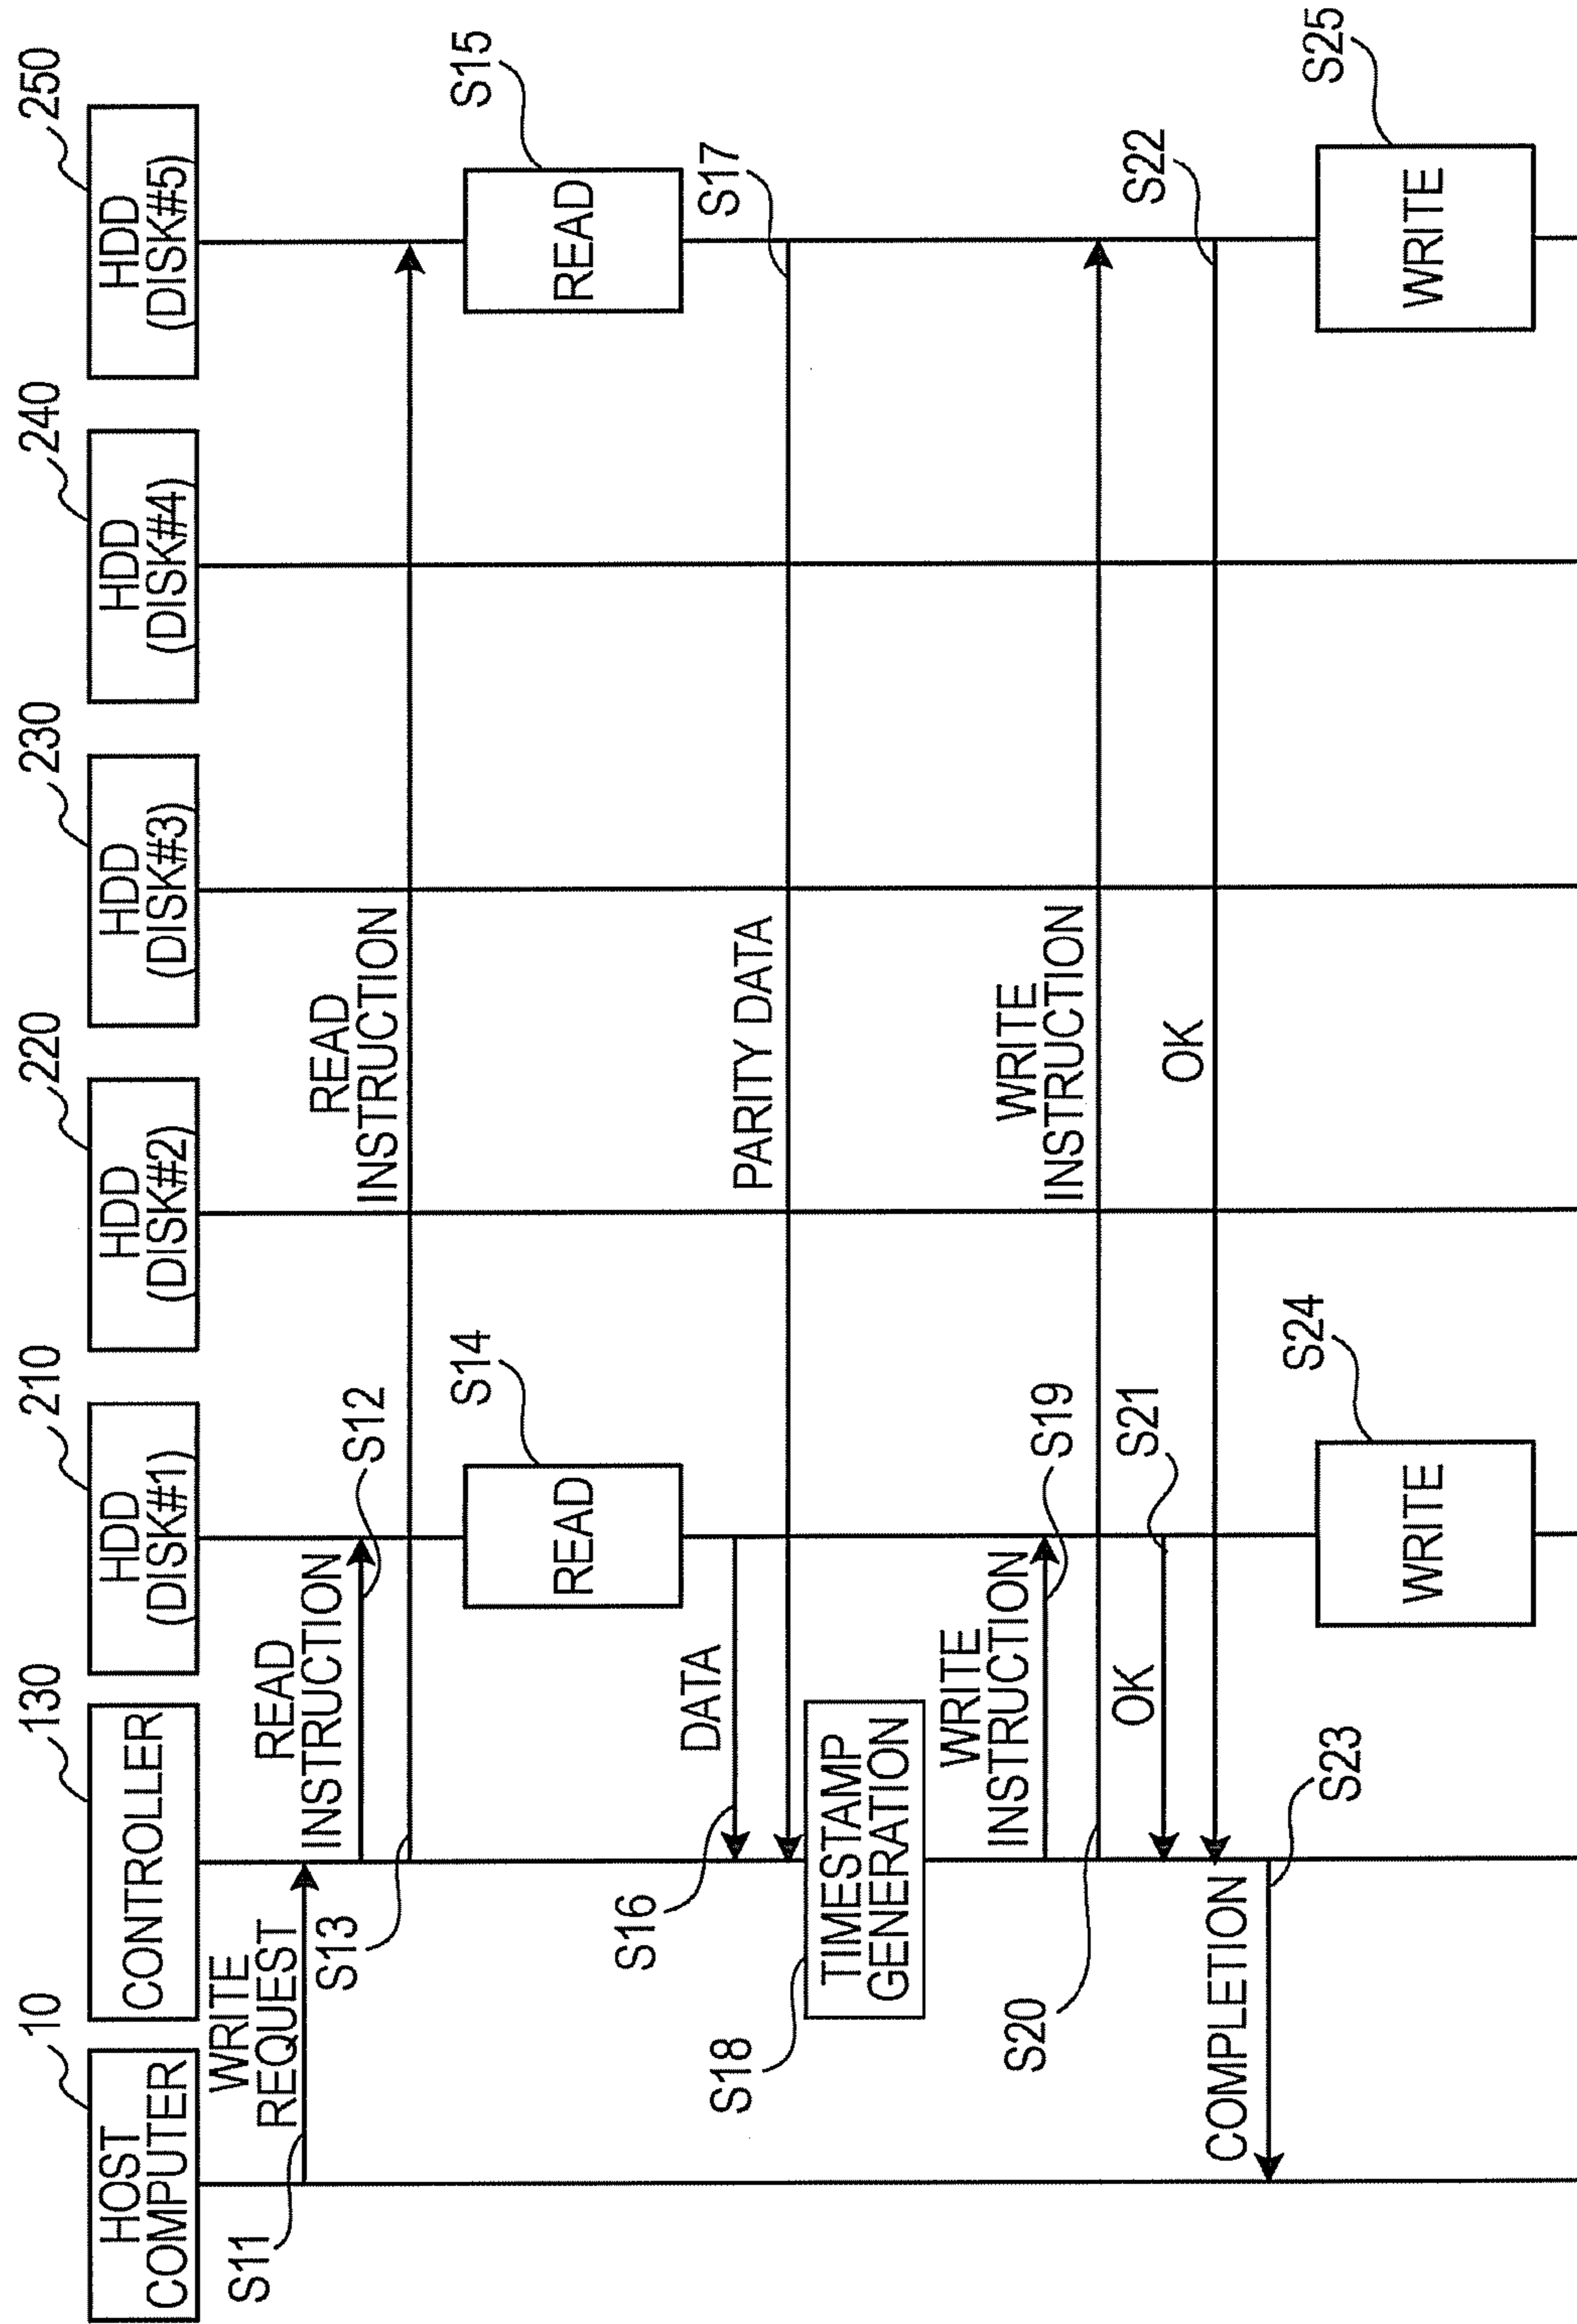 10
HOST
COMPUTER
130
CONTROLLER
210
HDD
(DISK#1)
220
HDD
(DISK#2)
230
HDD
(DISK#3)
240
HDD
(DISK#4)
250
HDD
(DISK#5)
S11
WRITE
REQUEST
READ
INSTRUCTION
S12
S13
READ
INSTRUCTION
S14
READ
S15
READ
S16
DATA
PARITY DATA
S17
S18
TIMESTAMP
GENERATION
WRITE
INSTRUCTION
S19
S20
WRITE
INSTRUCTION
OK
S21
OK
S22
COMPLETION
S23
S24
WRITE
S25
WRITE